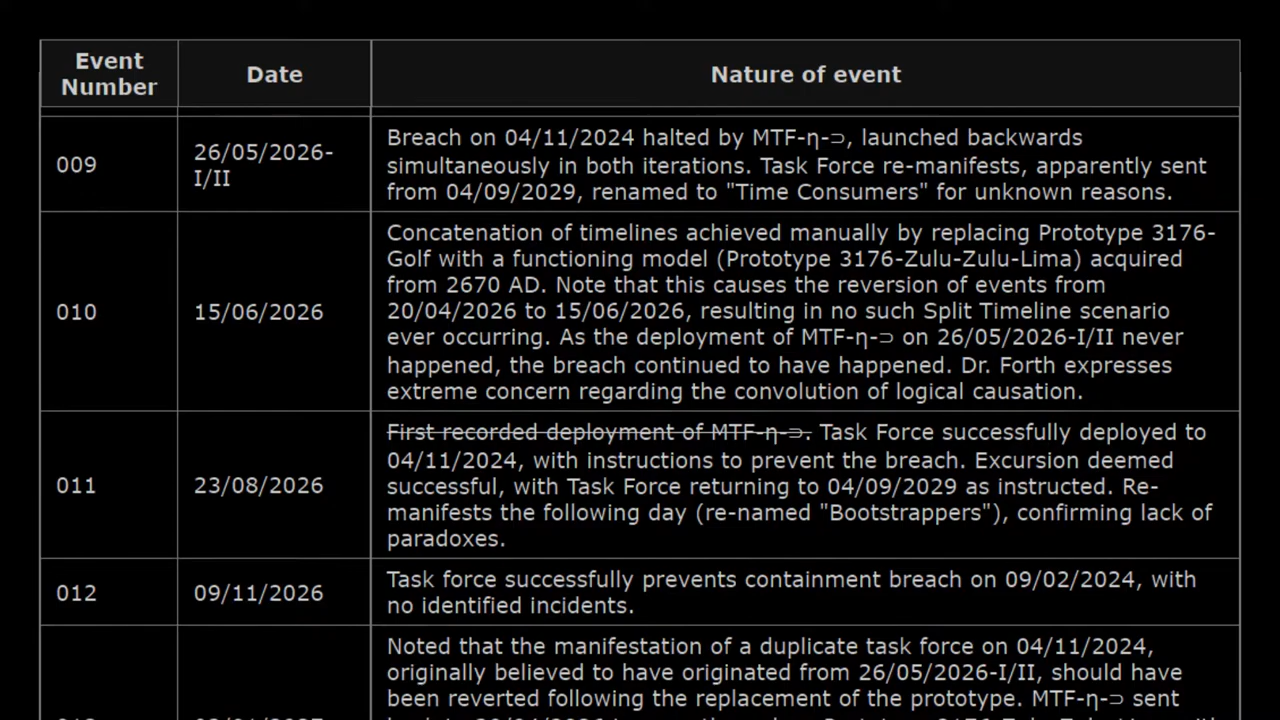 Event
Number
Date
Nature of event
009
26/05/2026-
I/II
Breach on 04/11/2024 halted by MTF-η-⊃, launched backwards
simultaneously in both iterations. Task Force re-manifests, apparently sent
from 04/09/2029, renamed to "Time Consumers" for unknown reasons.
010
15/06/2026
Concatenation of timelines achieved manually by replacing Prototype 3176-
Golf with a functioning model (Prototype 3176-Zulu-Zulu-Lima) acquired
from 2670 AD. Note that this causes the reversion of events from
20/04/2026 to 15/06/2026, resulting in no such Split Timeline scenario
ever occurring. As the deployment of MTF-η-⊃ on 26/05/2026-I/II never
happened, the breach continued to have happened. Dr. Forth expresses
extreme concern regarding the convolution of logical causation.
011
23/08/2026
First recorded deployment of MTF-η-⊃. Task Force successfully deployed to
04/11/2024, with instructions to prevent the breach. Excursion deemed
successful, with Task Force returning to 04/09/2029 as instructed. Re-
manifests the following day (re-named "Bootstrappers"), confirming lack of
paradoxes.
012
09/11/2026
Task force successfully prevents containment breach on 09/02/2024, with
no identified incidents.
Noted that the manifestation of a duplicate task force on 04/11/2024,
originally believed to have originated from 26/05/2026-I/II, should have
been reverted following the replacement of the prototype. MTF-η-⊃ sent